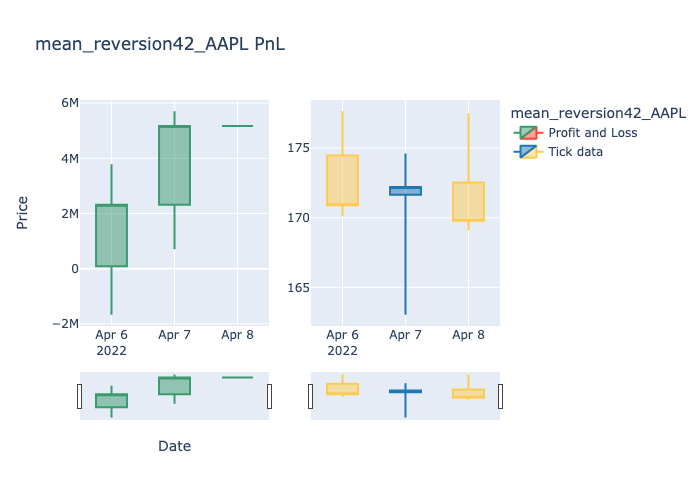 mean_reversion42_AAPL PnL
6M
4M
2M
0
−2M
Price
Apr 6
2022
Apr 7
Apr 8
175
170
165
Apr 6
2022
Apr 7
Apr 8
mean_reversion42_AAPL
Profit and Loss
Tick data
Date